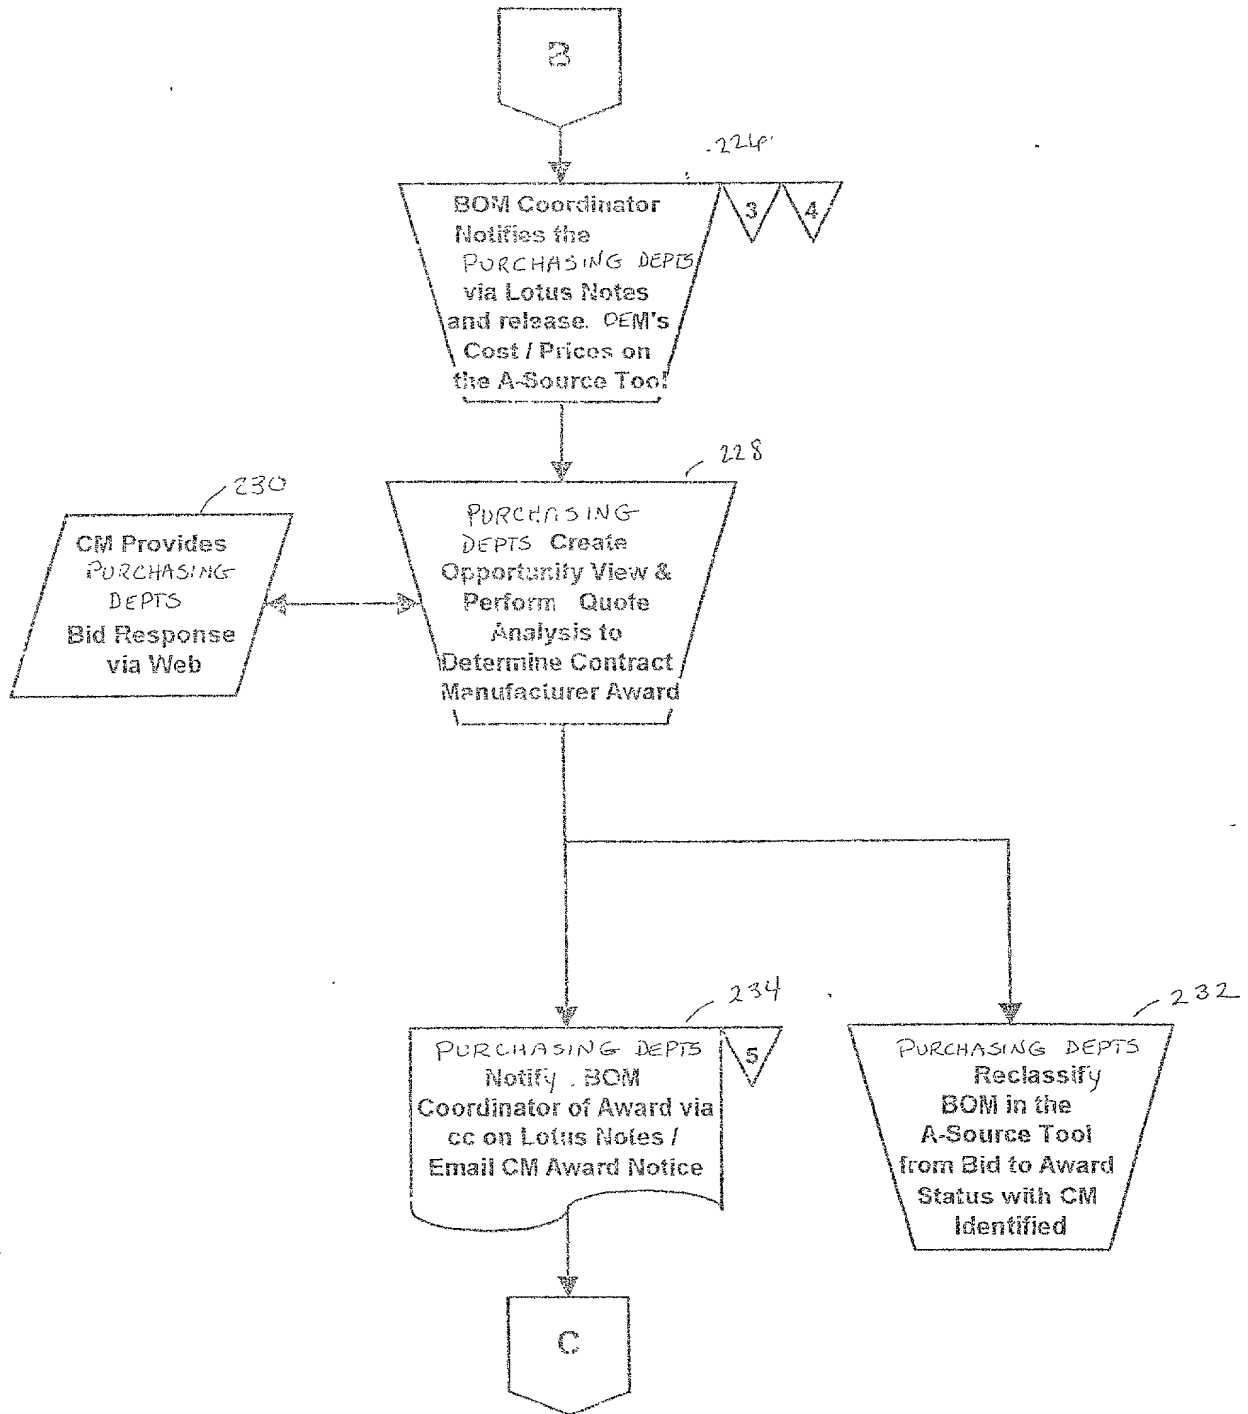 B
226
BOM Coordinator
Notifies the
PURCHASING DEPTS
via Lotus Notes
and release. OEM's
Cost / Prices on
the A-Source Tool
3
4
228
PURCHASING
DEPTS Create
Opportunity View &
Perform Quote
Analysis to
Determine Contract
Manufacturer Award
230
CM Provides
PURCHASING
DEPTS
Bid Response
via Web
234
PURCHASING DEPTS
Notify . BOM
Coordinator of Award via
cc on Lotus Notes /
Email CM Award Notice
5
232
PURCHASING DEPTS
Reclassify
BOM in the
A-Source Tool
from Bid to Award
Status with CM
Identified
C